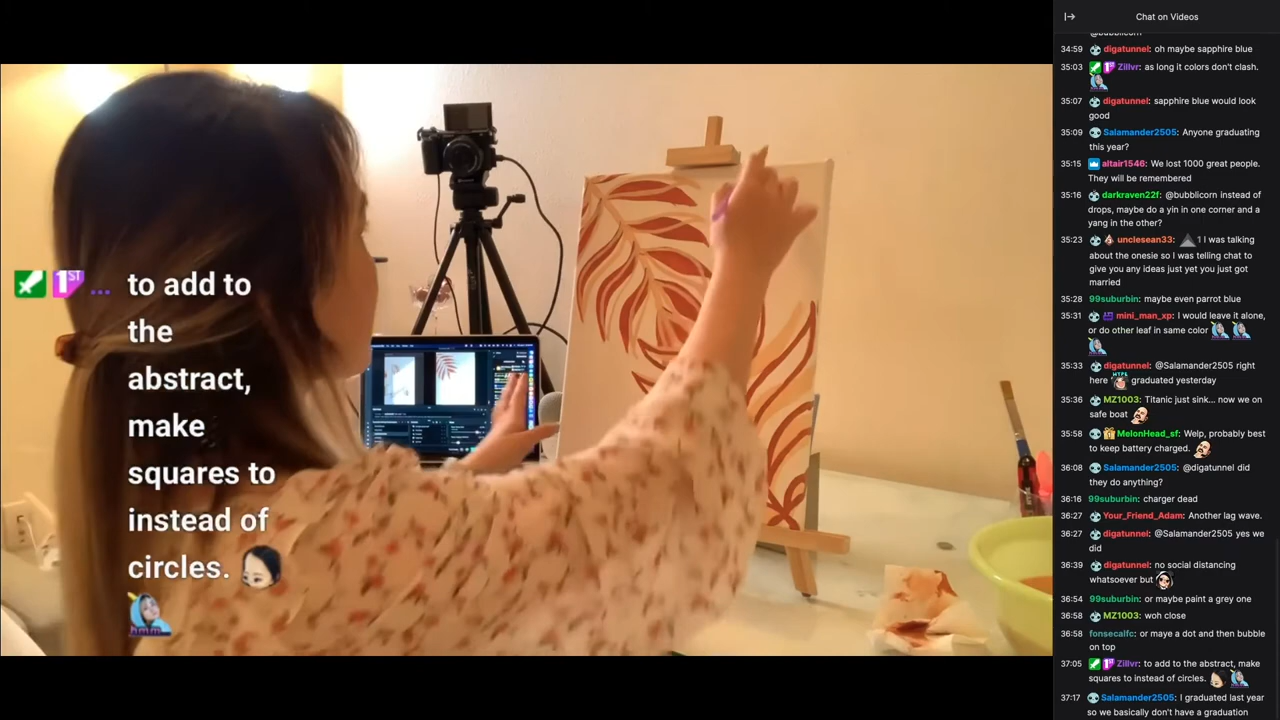 to add to
the
abstract,
make
squares to
instead of
circles.
1ST
...
hmm
Chat on Videos
@bubblicorn
34:59 digatunnel: oh maybe sapphire blue
35:03 Zillvr: as long it colors don't clash.
35:07 digatunnel: sapphire blue would look
good
35:09 Salamander2505: Anyone graduating
this year?
35:15 altair1546: We lost 1000 great people.
They will be remembered
35:16 darkraven22f: @bubblicorn instead of
drops, maybe do a yin in one corner and a
yang in the other?
35:23 unclesean33: 1 I was talking
about the onesie so I was telling chat to
give you any ideas just yet you just got
married
35:28 99suburbin: maybe even parrot blue
35:31 mini_man_xp: I would leave it alone,
or do other leaf in same color
35:33 digatunnel: @Salamander2505 right
here HYPE graduated yesterday
35:36 MZ1003: Titanic just sink... now we on
safe boat
35:58 MelonHead_sf: Welp, probably best
to keep battery charged.
36:08 Salamander2505: @digatunnel did
they do anything?
36:16 99suburbin: charger dead
36:27 Your_Friend_Adam: Another lag wave.
36:27 digatunnel: @Salamander2505 yes we
did
36:39 digatunnel: no social distancing
whatsoever but
36:54 99suburbin: or maybe paint a grey one
36:58 MZ1003: woh close
36:58 fonsecalfc: or maye a dot and then bubble
on top
37:05 Zillvr: to add to the abstract, make
squares to instead of circles.
37:17 Salamander2505: I graduated last year
so we basically don't have a graduation